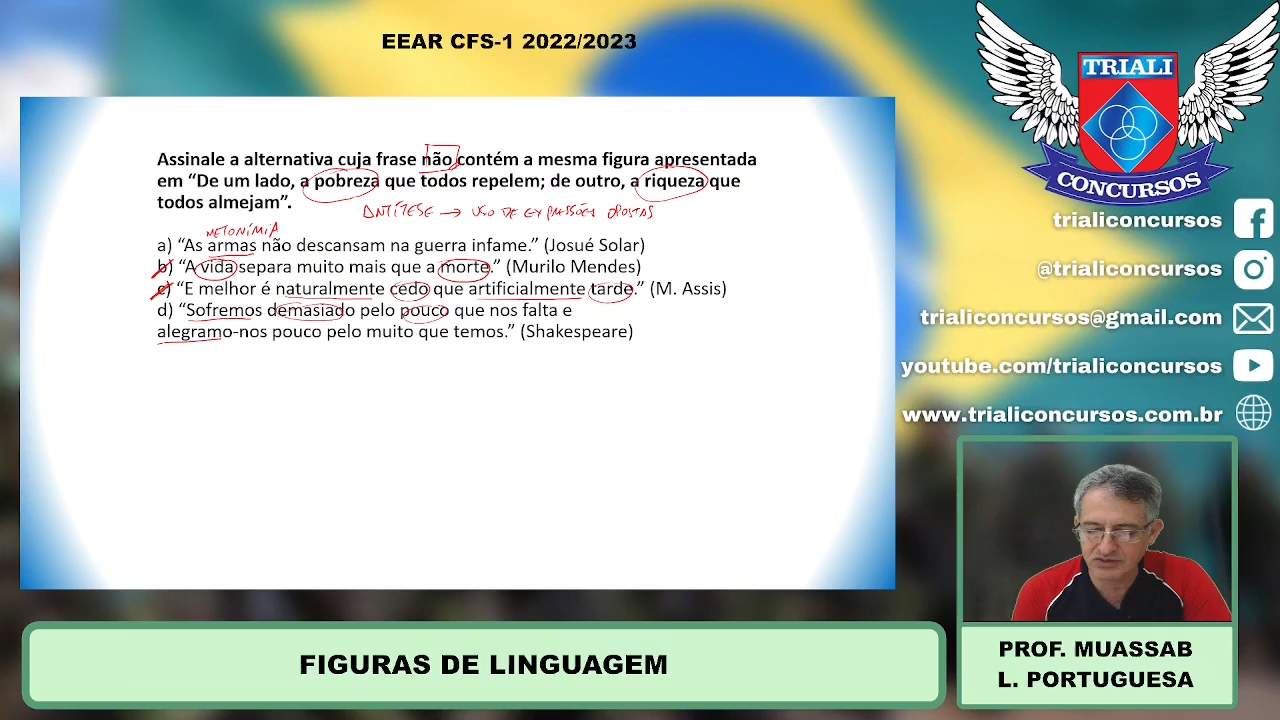 EEAR CFS-1 2022/2023
TRIALI
CONCURSOS
Assinale a alternativa cuja frase não contém a mesma figura apresentada
em “De um lado, a pobreza que todos repelem; de outro, a riqueza que
todos almejam”.
ANTÍTESE → USO DE EXPRESSÕES OPOSTAS
METONÍMIA
a) “As armas não descansam na guerra infame.” (Josué Solar)
b) “A vida separa muito mais que a morte.” (Murilo Mendes)
c) “E melhor é naturalmente cedo que artificialmente tarde.” (M. Assis)
d) “Sofremos demasiado pelo pouco que nos falta e
alegramo-nos pouco pelo muito que temos.” (Shakespeare)
trialiconcursos
@trialiconcursos
trialiconcursos@gmail.com
youtube.com/trialiconcursos
www.trialiconcursos.com.br
FIGURAS DE LINGUAGEM
PROF. MUASSAB
L. PORTUGUESA